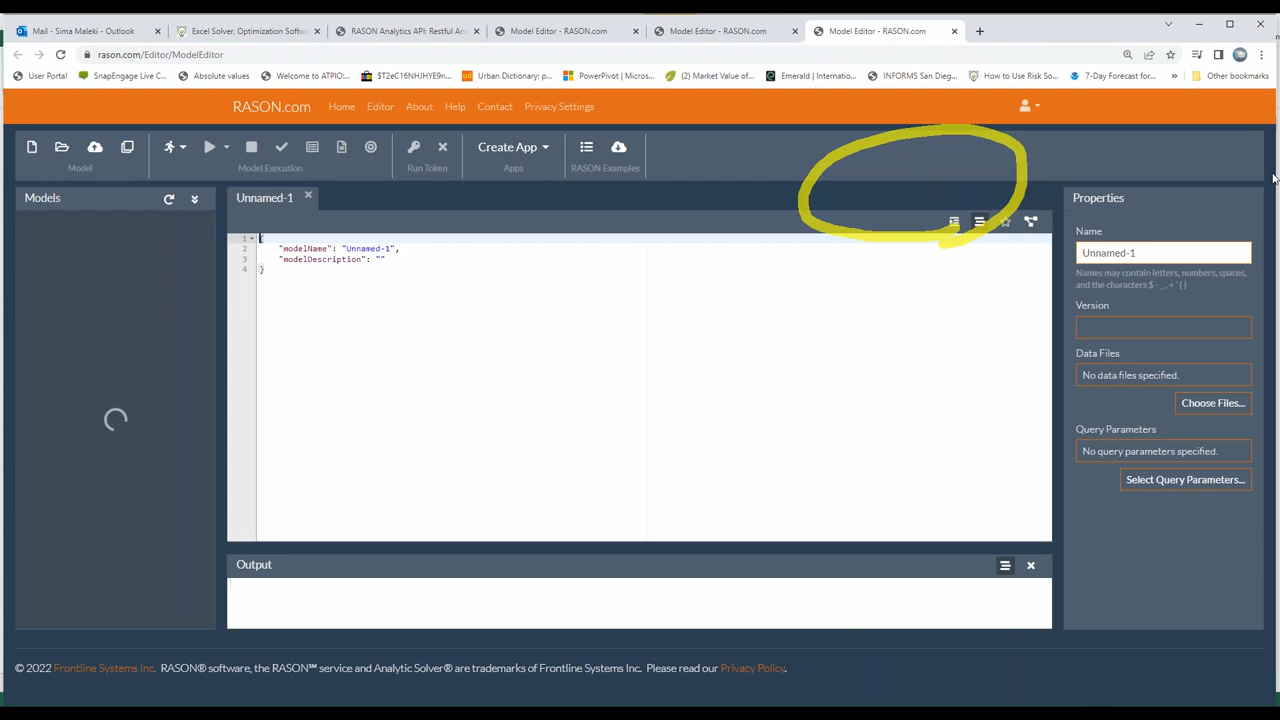 Mail - Sima Maleki - Outlook
Excel Solver, Optimization Softwa
RASON Analytics API: Restful An
Model Editor - RASON.com
Model Editor - RASON.com
Model Editor - RASON.com
rason.com/Editor/ModelEditor
User Portal
SnapEngage Live C...
Absolute values
Welcome to ATPIO:...
$T2eC16NHJHYE9n...
Urban Dictionary: p...
PowerPivot | Micros...
(2) Market Value of...
Emerald | Internatio...
INFORMS San Dieg...
How to Use Risk So...
7-Day Forecast for...
Other bookmarks
RASON.com
Home
Editor
About
Help
Contact
Privacy Settings
Create App
Model
Model Execution
Run Token
Apps
RASON Examples
Models
Unnamed-1
Properties
1 {
2 "modelName": "Unnamed-1",
3 "modelDescription": ""
4 }
Name
Unnamed-1
Names may contain letters, numbers, spaces,
Version
Data Files
No data files specified.
Choose Files...
Query Parameters
No query parameters specified.
Select Query Parameters...
Output
© 2022 Frontline Systems Inc. RASON® software, the RASON℠ service and Analytic Solver® are trademarks of Frontline Systems Inc. Please read our Privacy Policy.